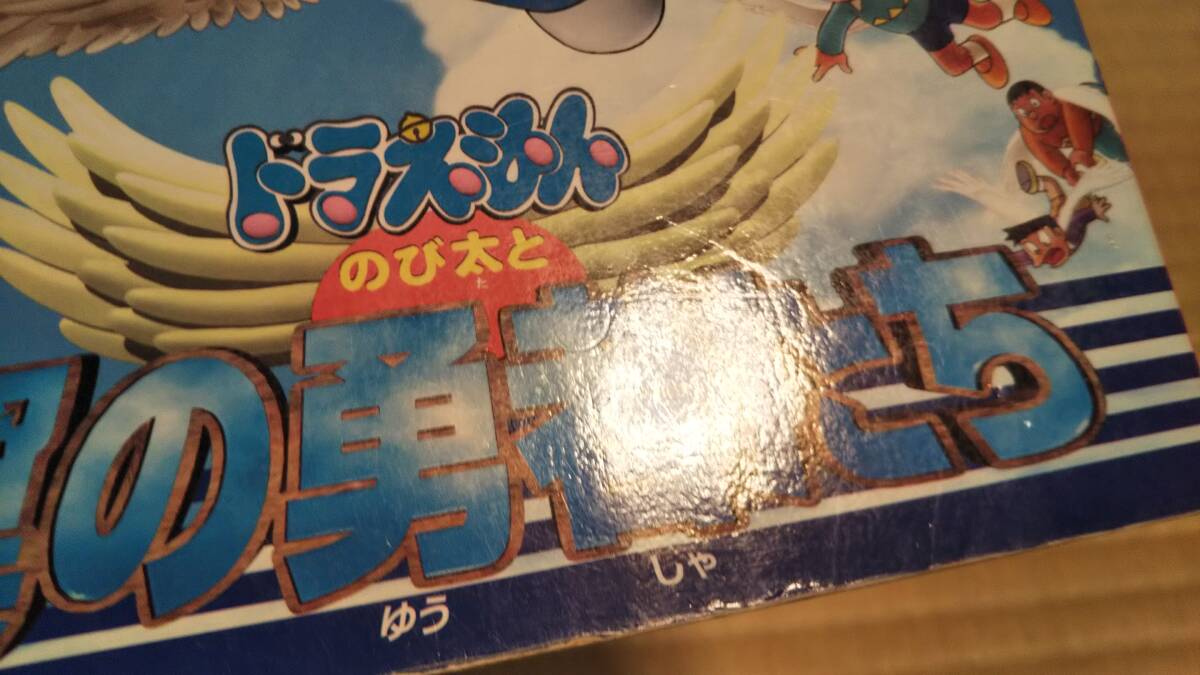 ドラえもん
のび太と
た
の勇者たち
ゆう しゃ